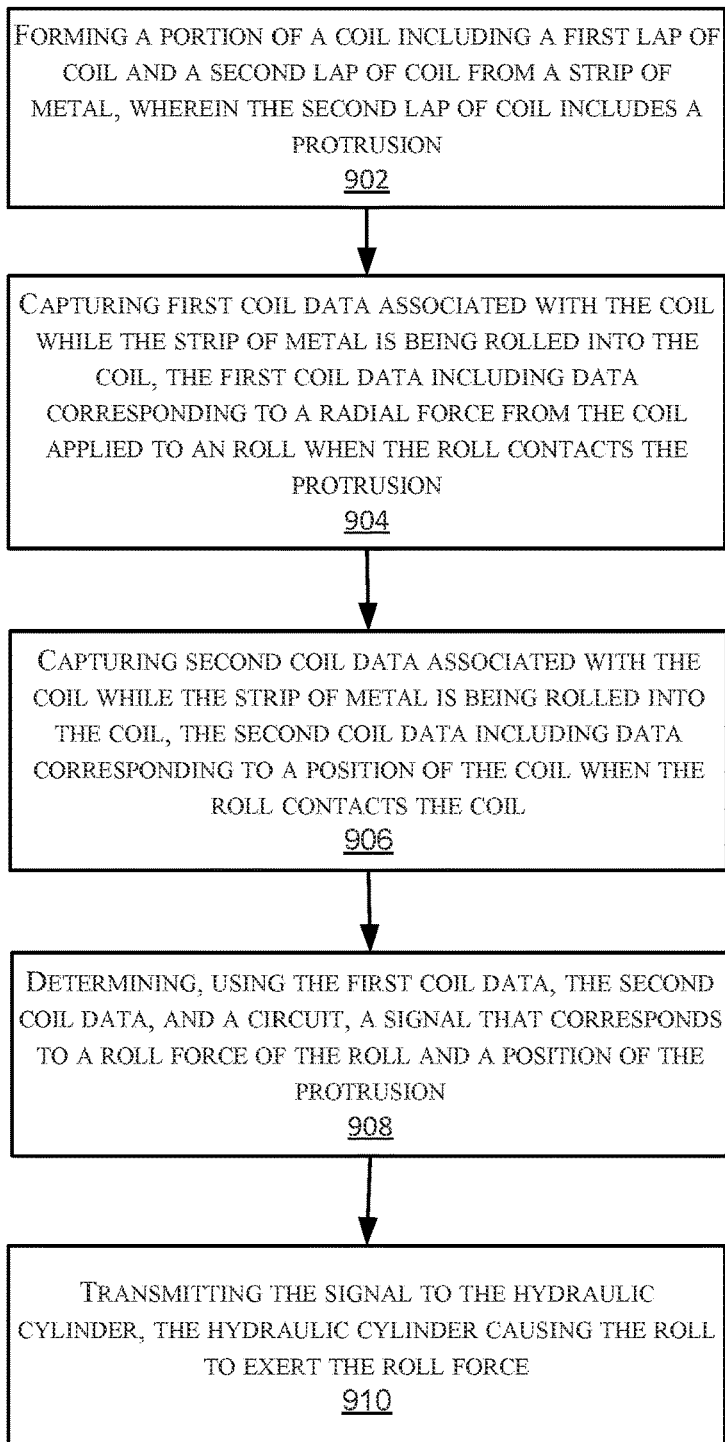 FORMING A PORTION OF A COIL INCLUDING A FIRST LAP OF
COIL AND A SECOND LAP OF COIL FROM A STRIP OF
METAL, WHEREIN THE SECOND LAP OF COIL INCLUDES A
PROTRUSION
902
CAPTURING FIRST COIL DATA ASSOCIATED WITH THE COIL
WHILE THE STRIP OF METAL IS BEING ROLLED INTO THE
COIL, THE FIRST COIL DATA INCLUDING DATA
CORRESPONDING TO A RADIAL FORCE FROM THE COIL
APPLIED TO AN ROLL WHEN THE ROLL CONTACTS THE
PROTRUSION
904
CAPTURING SECOND COIL DATA ASSOCIATED WITH THE
COIL WHILE THE STRIP OF METAL IS BEING ROLLED INTO
THE COIL, THE SECOND COIL DATA INCLUDING DATA
CORRESPONDING TO A POSITION OF THE COIL WHEN THE
ROLL CONTACTS THE COIL
906
DETERMINING, USING THE FIRST COIL DATA, THE SECOND
COIL DATA, AND A CIRCUIT, A SIGNAL THAT CORRESPONDS
TO A ROLL FORCE OF THE ROLL AND A POSITION OF THE
PROTRUSION
908
TRANSMITTING THE SIGNAL TO THE HYDRAULIC
CYLINDER, THE HYDRAULIC CYLINDER CAUSING THE ROLL
TO EXERT THE ROLL FORCE
910